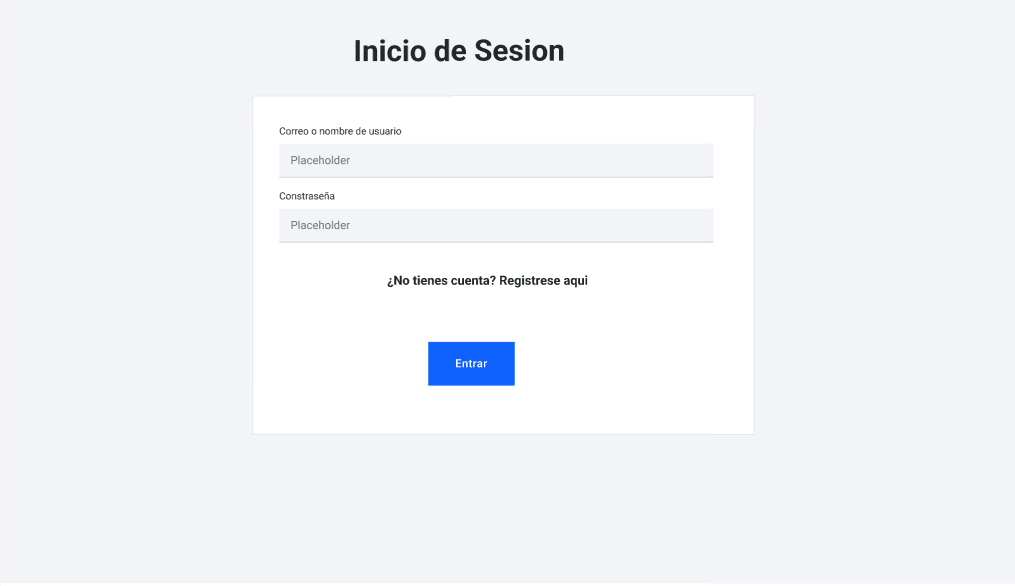 Inicio de Sesion
Correo o nombre de usuario
Placeholder
Constraseña
Placeholder
¿No tienes cuenta? Registrese aqui
Entrar